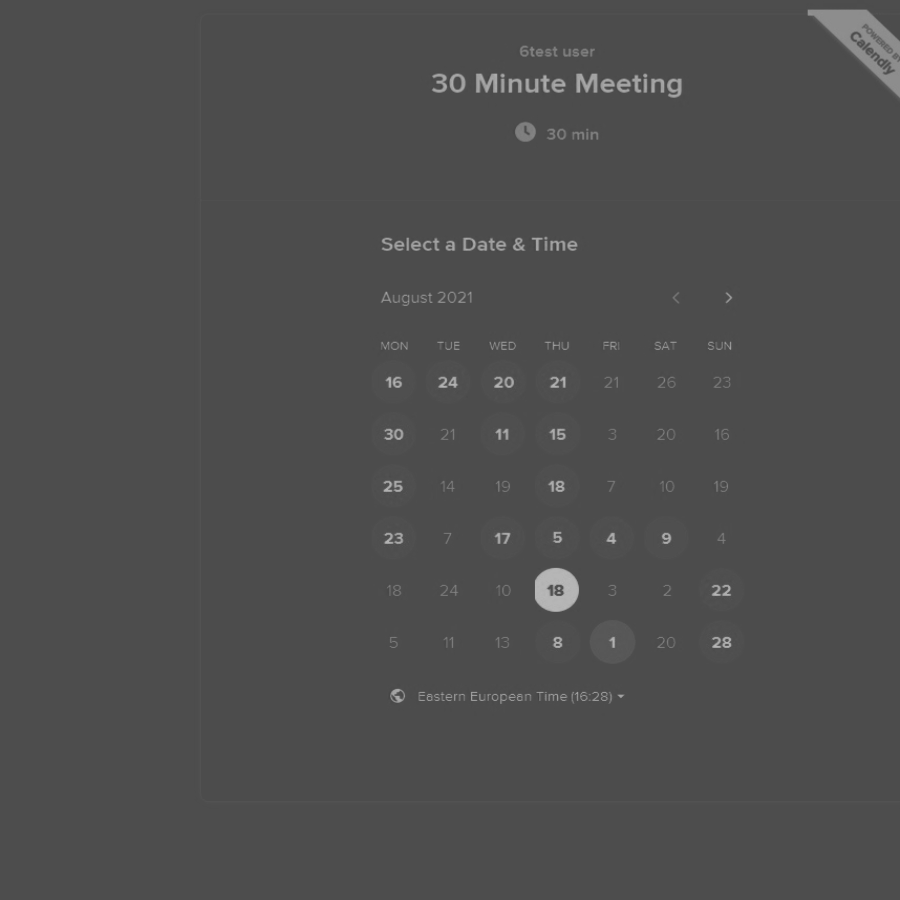 POWERED BY
Calendly
6test user
30 Minute Meeting
30 min
Select a Date & Time
August 2021
MON TUE WED THU FRI SAT SUN
16 24 20 21 21 26 23
30 21 11 15 3 20 16
25 14 19 18 7 10 19
23 7 17 5 4 9 4
18 24 10 18 3 2 22
5 11 13 8 1 20 28
Eastern European Time (16:28)